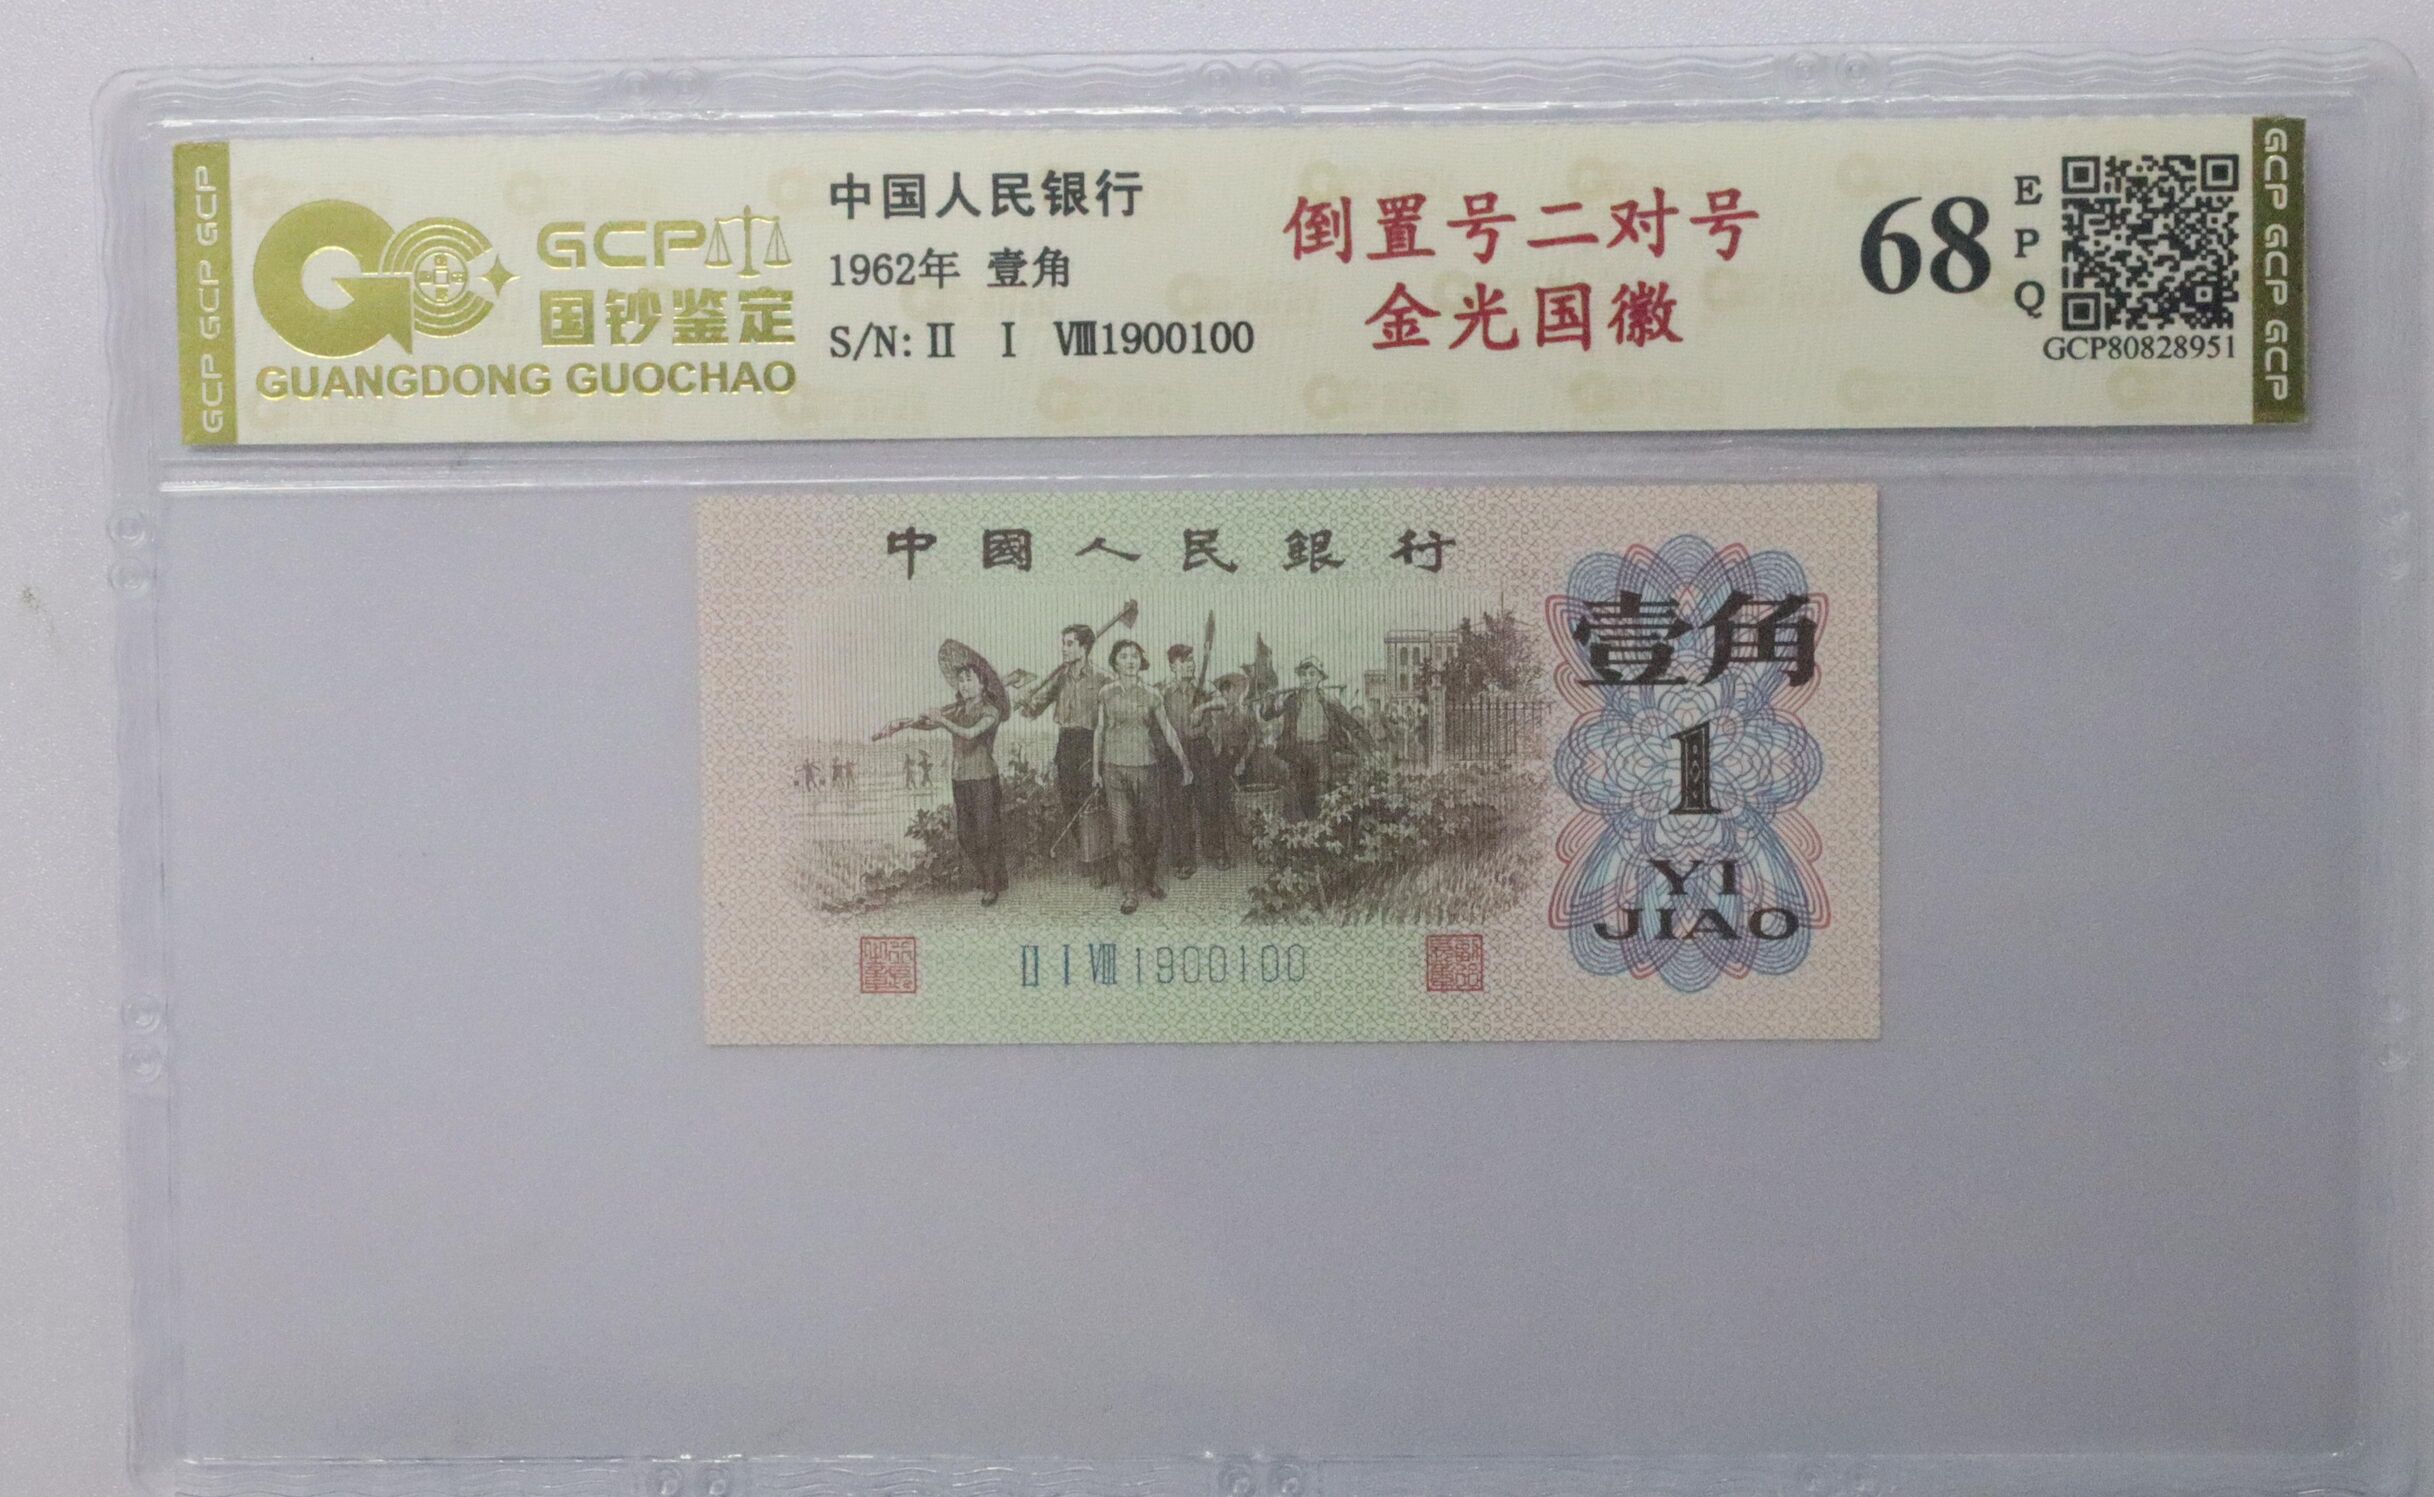 GCP GCP GCP
GCP
国钞鉴定
GUANGDONG GUOCHAO
中国人民银行
1962年 壹角
S/N: Ⅱ Ⅰ Ⅷ1900100
倒置号二对号
金光国徽
68
EPQ
GCP80828951
GCP GCP GCP
中國人民銀行
壹角
1
YI
JIAO
Ⅱ Ⅰ Ⅷ 1900100